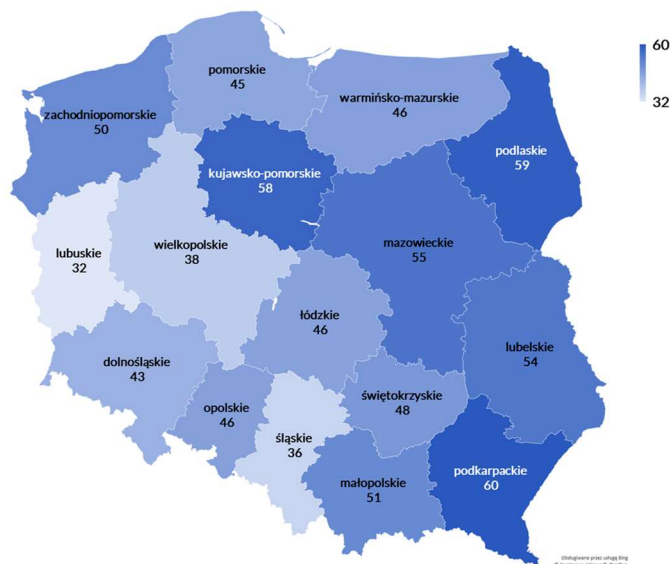 60
32
pomorskie
45
warmińsko-mazurskie
46
zachodniopomorskie
50
podlaskie
59
kujawsko-pomorskie
58
mazowieckie
55
wielkopolskie
38
lubuskie
32
łódzkie
46
lubelskie
54
dolnośląskie
43
świętokrzyskie
48
opolskie
46
śląskie
36
podkarpackie
60
małopolskie
51
Obsługiwane przez usługę Bing